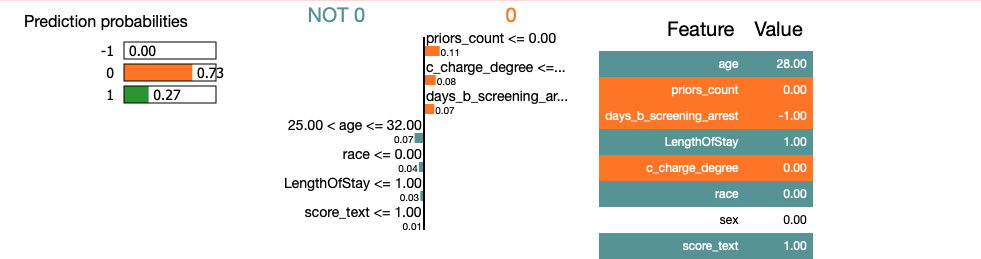 Prediction probabilities
-1 0.00
0 0.73
1 0.27
NOT 0 0
priors_count <= 0.00
0.11
c_charge_degree <=...
0.08
days_b_screening_ar...
0.07
25.00 < age <= 32.00
0.07
race <= 0.00
0.04
LengthOfStay <= 1.00
0.03
score_text <= 1.00
0.01
Feature Value
age 28.00
priors_count 0.00
days_b_screening_arrest -1.00
LengthOfStay 1.00
c_charge_degree 0.00
race 0.00
sex 0.00
score_text 1.00